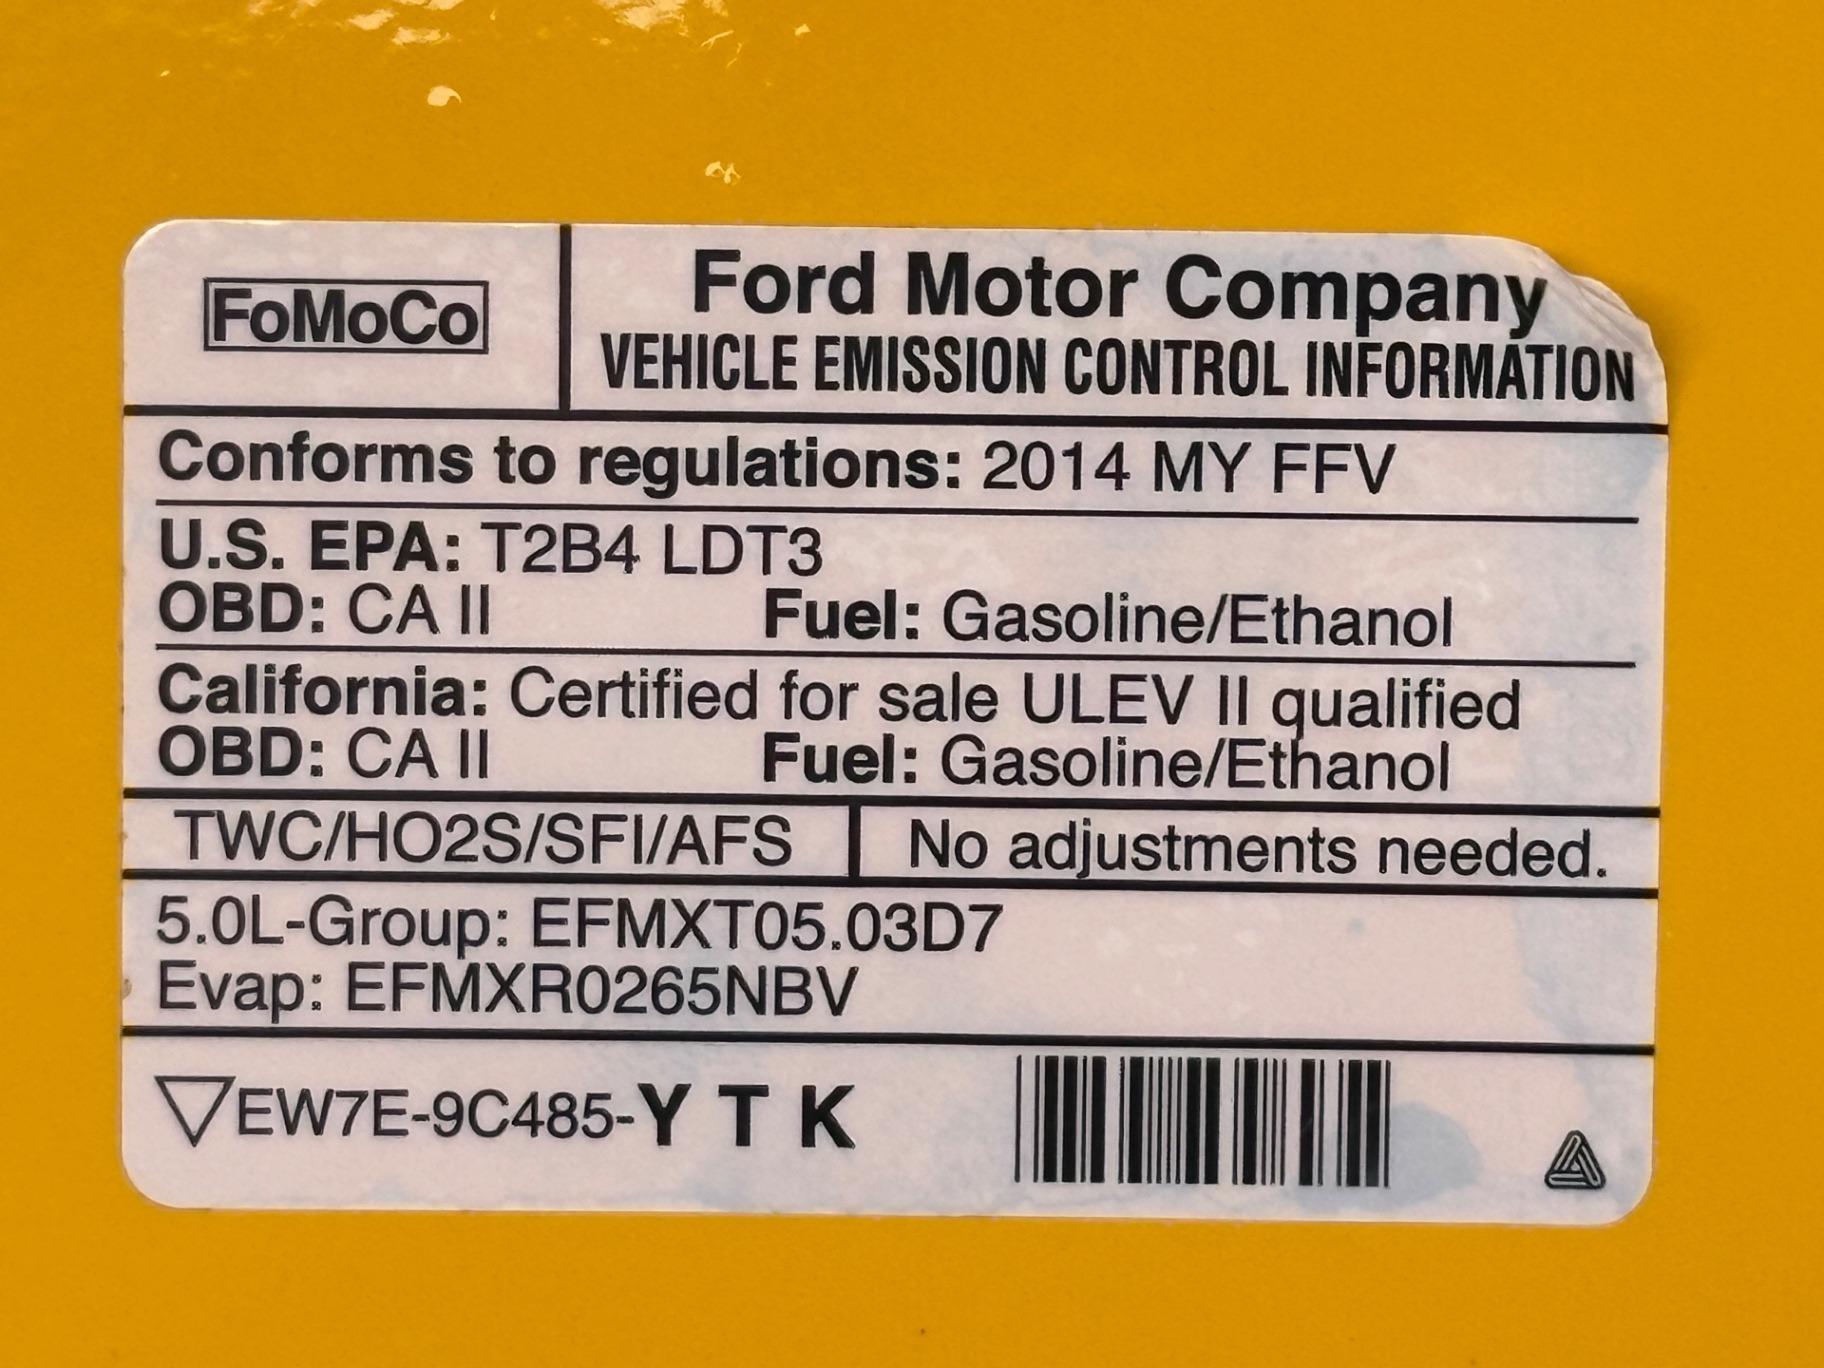 FoMoCo
Ford Motor Company
VEHICLE EMISSION CONTROL INFORMATION
Conforms to regulations: 2014 MY FFV
U.S. EPA: T2B4 LDT3
OBD: CA II Fuel: Gasoline/Ethanol
California: Certified for sale ULEV II qualified
OBD: CA II Fuel: Gasoline/Ethanol
TWC/HO2S/SFI/AFS No adjustments needed.
5.0L-Group: EFMXT05.03D7
Evap: EFMXR0265NBV
EW7E-9C485-Y T K